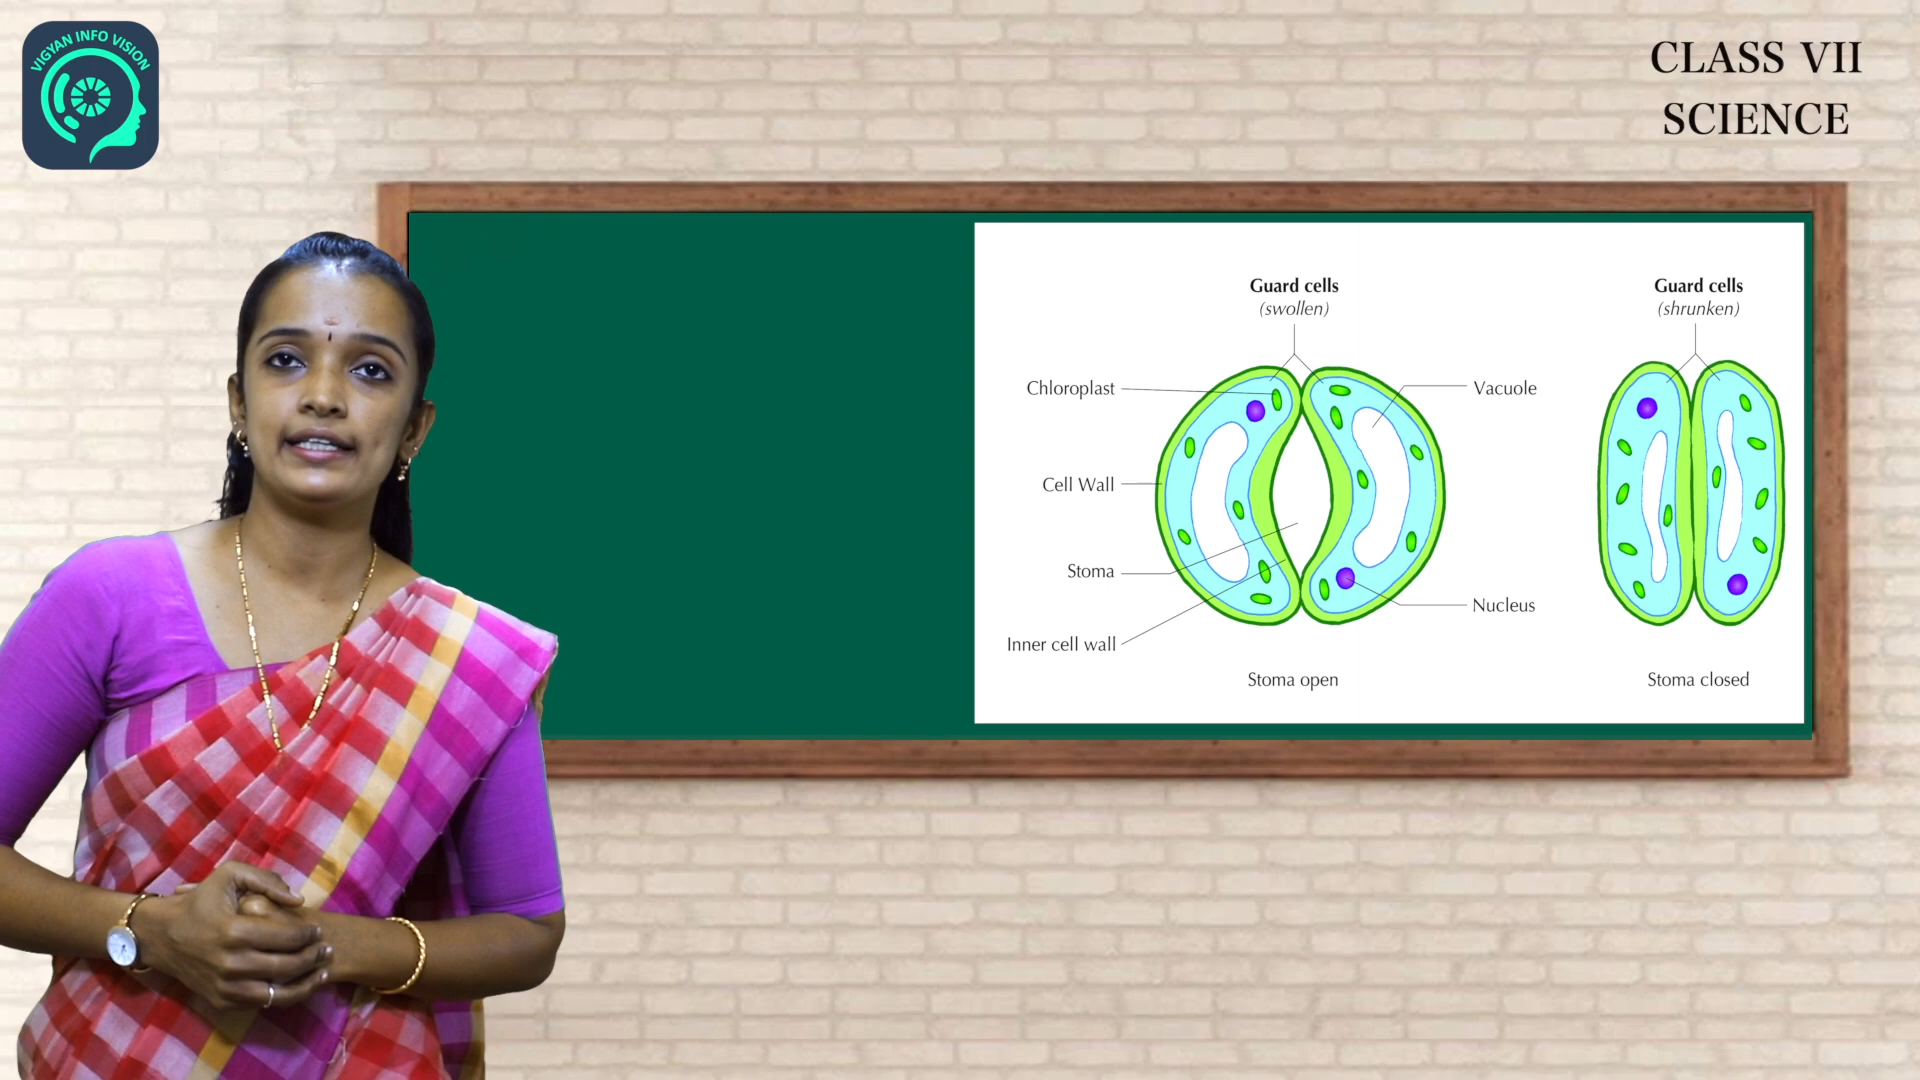 VIGYAN INFO VISION
CLASS VII
SCIENCE
Guard cells
(swollen)
Guard cells
(shrunken)
Chloroplast
Vacuole
Cell Wall
Stoma
Nucleus
Inner cell wall
Stoma open
Stoma closed